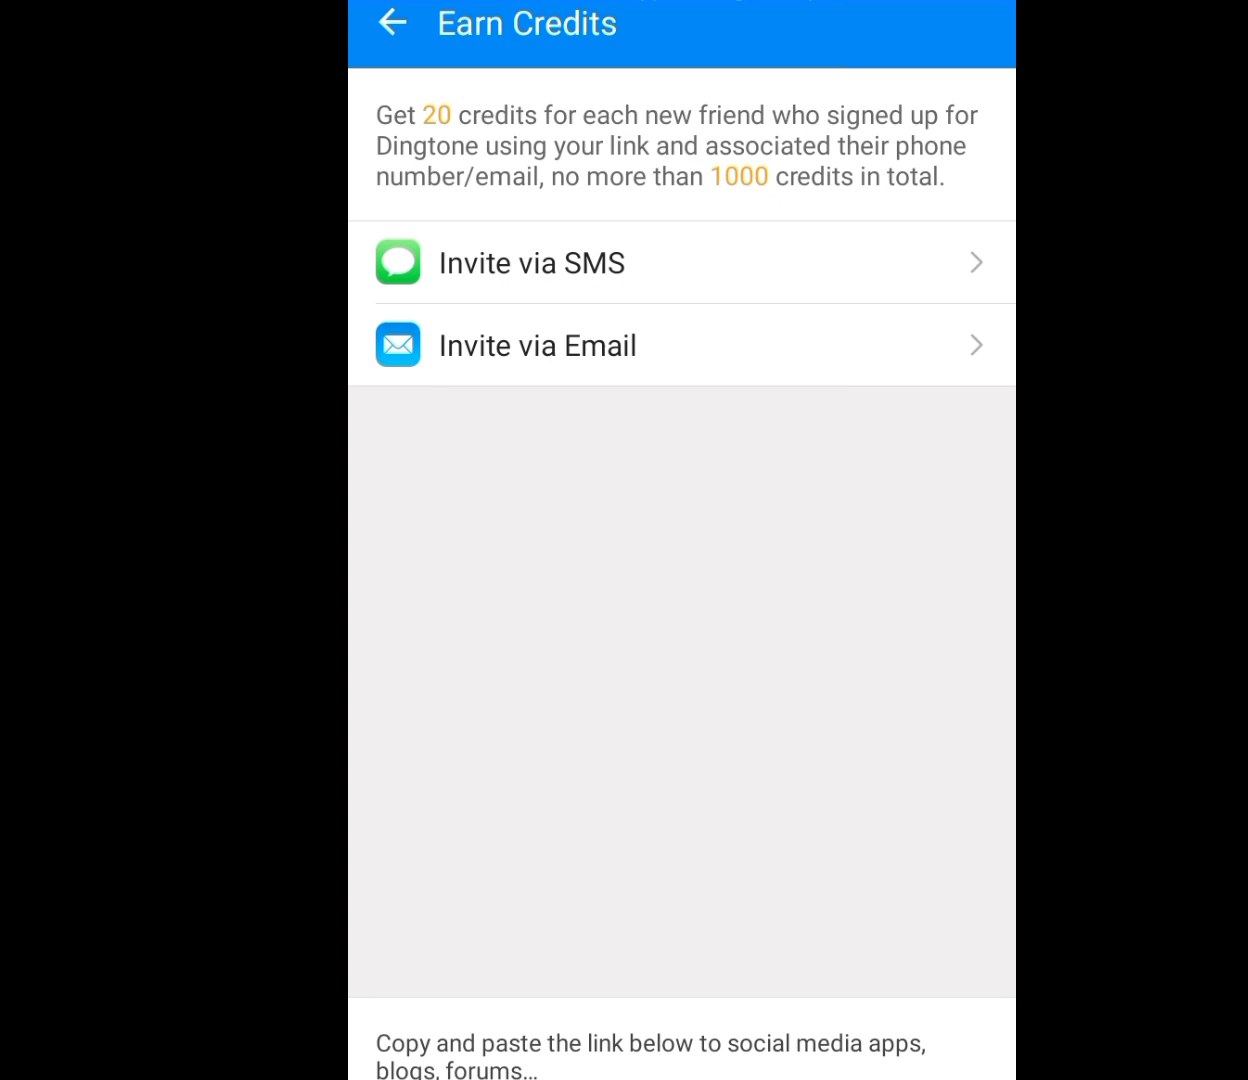 Earn Credits
Get 20 credits for each new friend who signed up for
Dingtone using your link and associated their phone
number/email, no more than 1000 credits in total.
Invite via SMS
Invite via Email
Copy and paste the link below to social media apps,
blogs, forums...